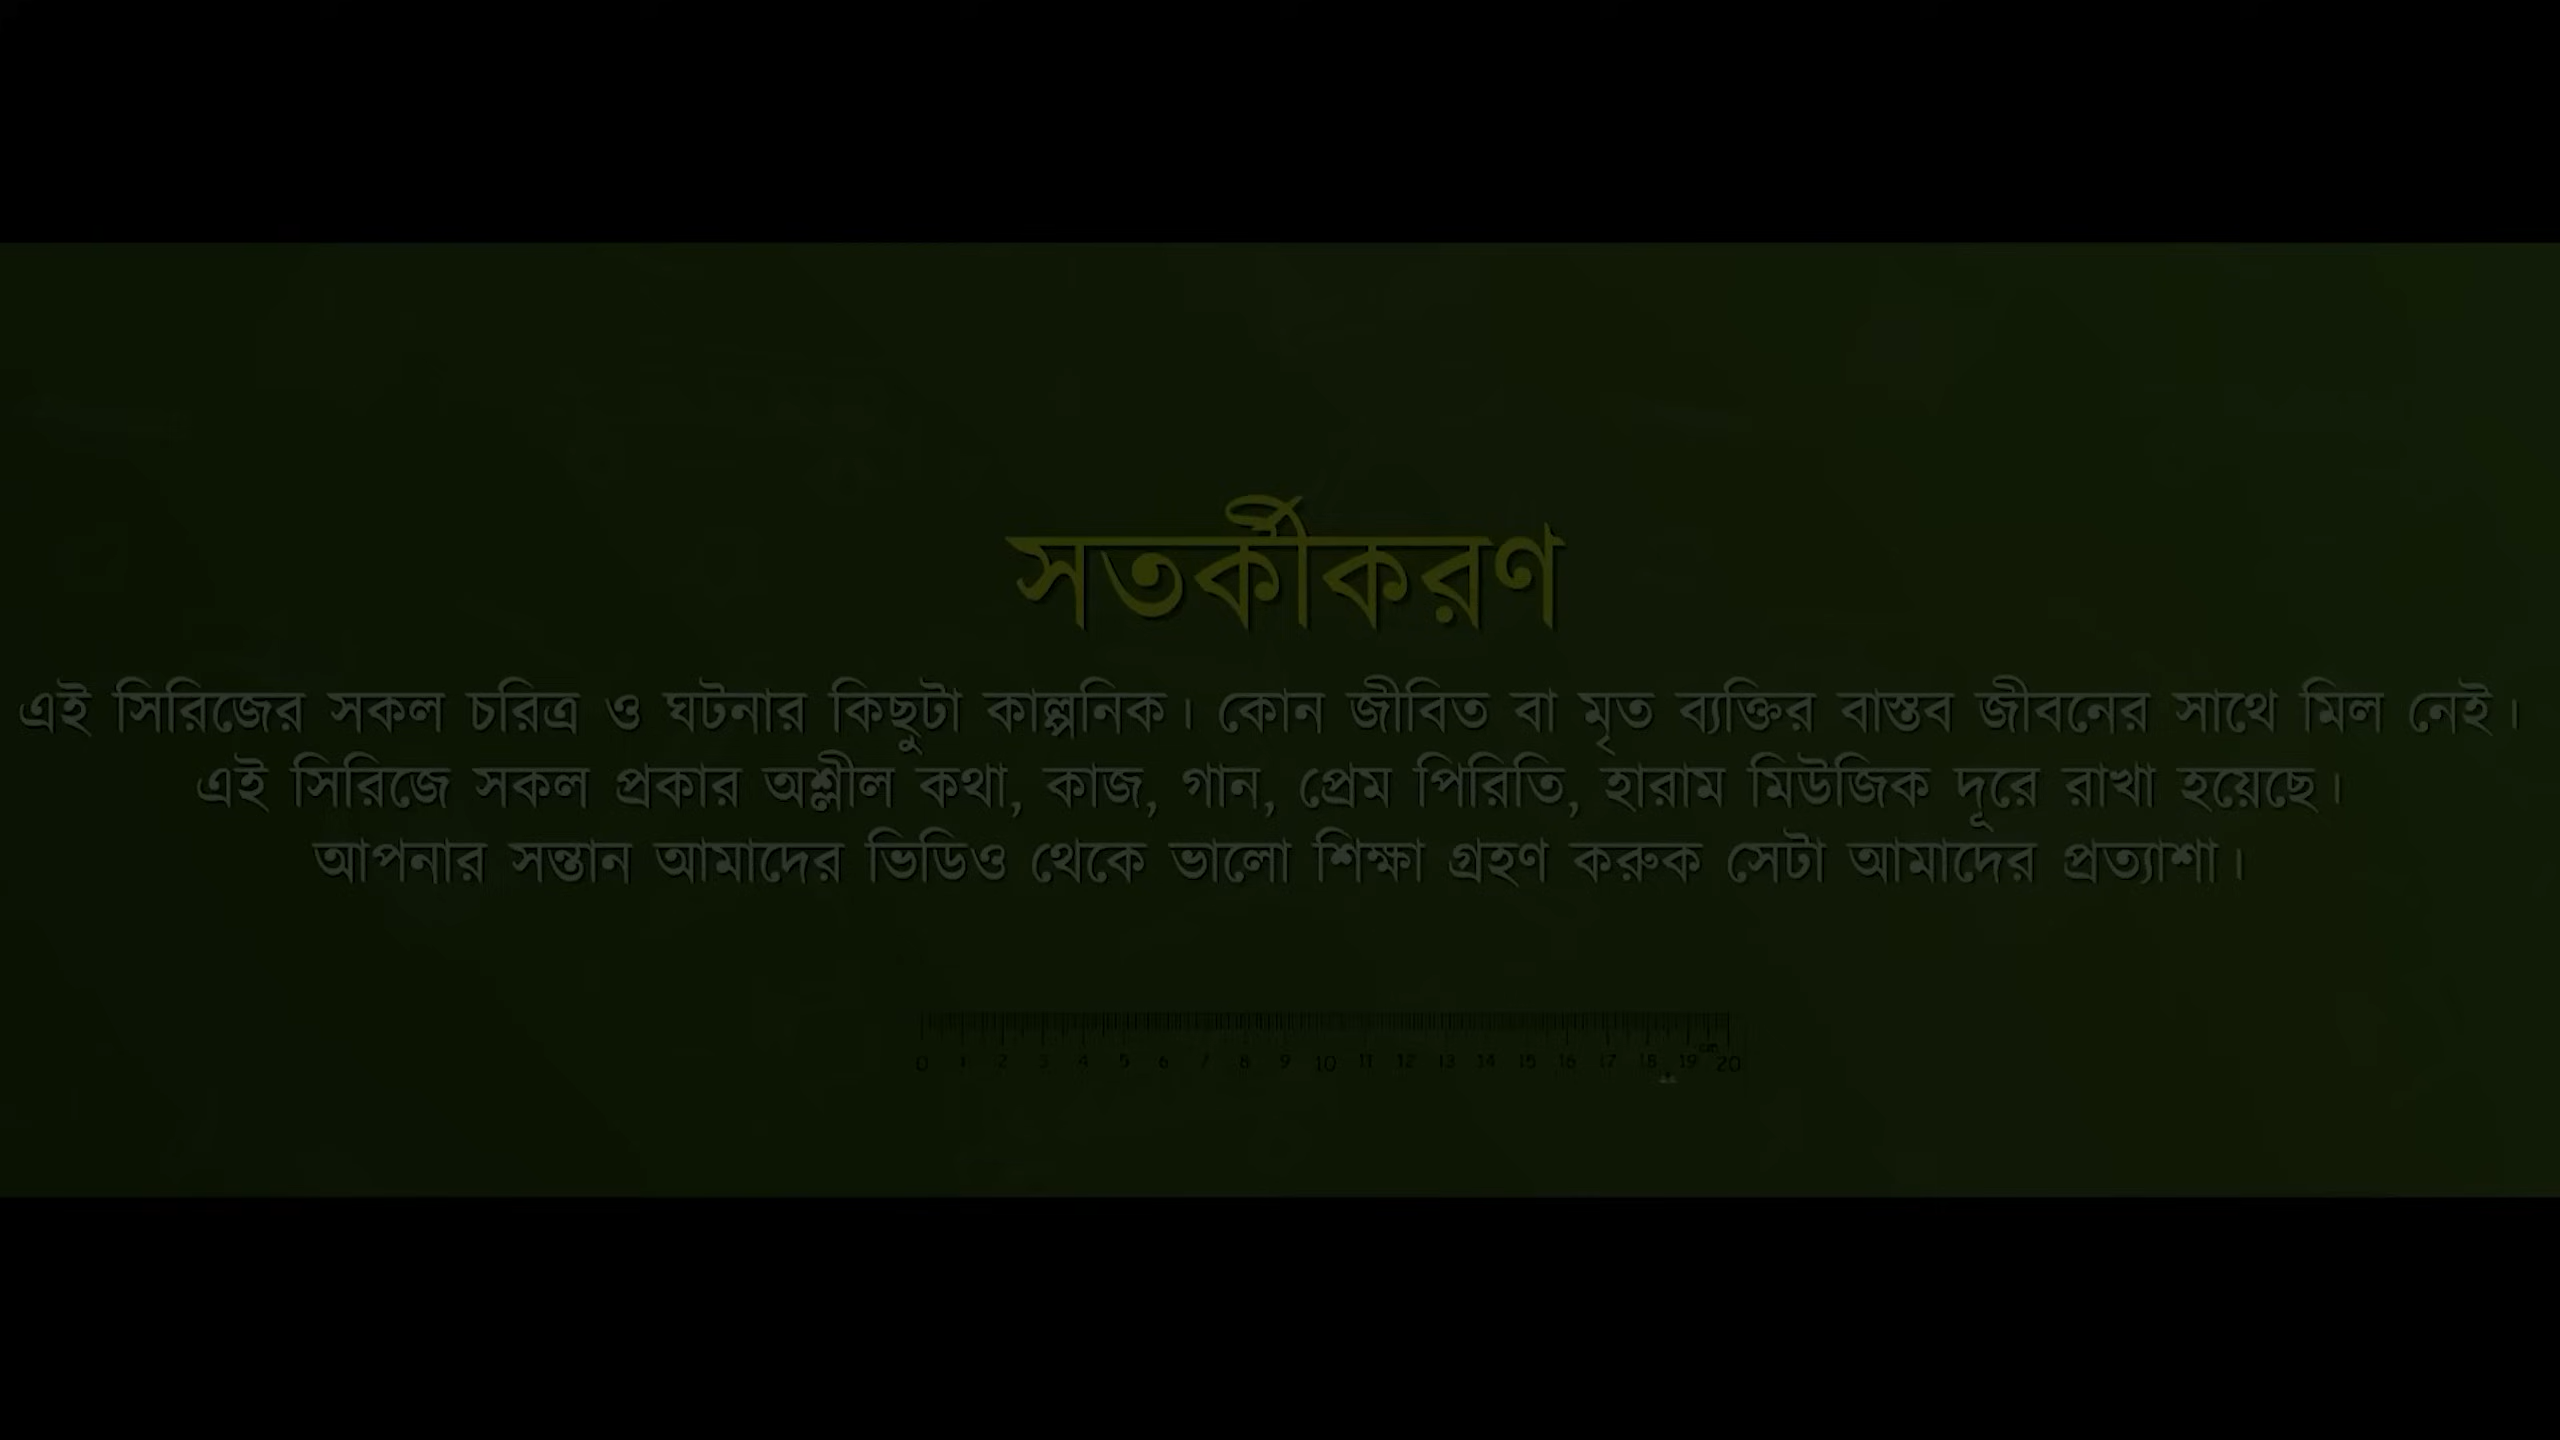 সতর্কীকরণ
এই সিরিজের সকল চরিত্র ও ঘটনার কিছুটা কাল্পনিক। কোন জীবিত বা মৃত ব্যক্তির বাস্তব জীবনের সাথে মিল নেই।
এই সিরিজে সকল প্রকার অশ্লীল কথা, কাজ, গান, প্রেম পিরিতি, হারাম মিউজিক দূরে রাখা হয়েছে।
আপনার সন্তান আমাদের ভিডিও থেকে ভালো শিক্ষা গ্রহণ করুক সেটা আমাদের প্রত্যাশা।
0 1 2 3 4 5 6 7 8 9 10 11 12 13 14 15 16 17 18 19 20